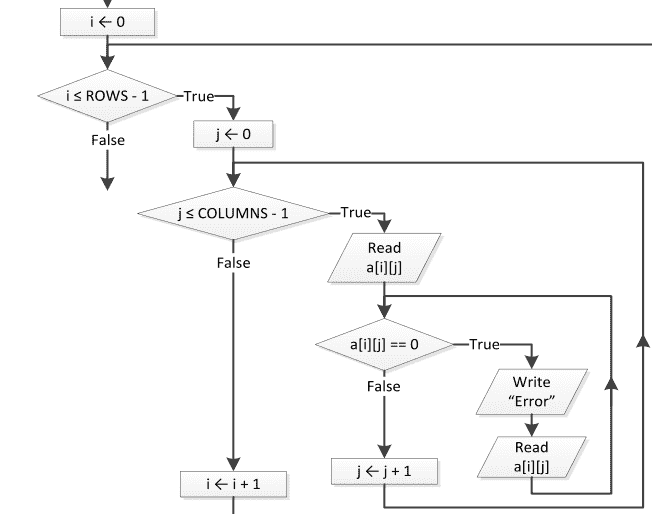 i ← 0
i ≤ ROWS - 1
True
False
j ← 0
j ≤ COLUMNS - 1
True
False
Read
a[i][j]
a[i][j] == 0
True
False
Write
“Error”
Read
a[i][j]
j ← j + 1
i ← i + 1